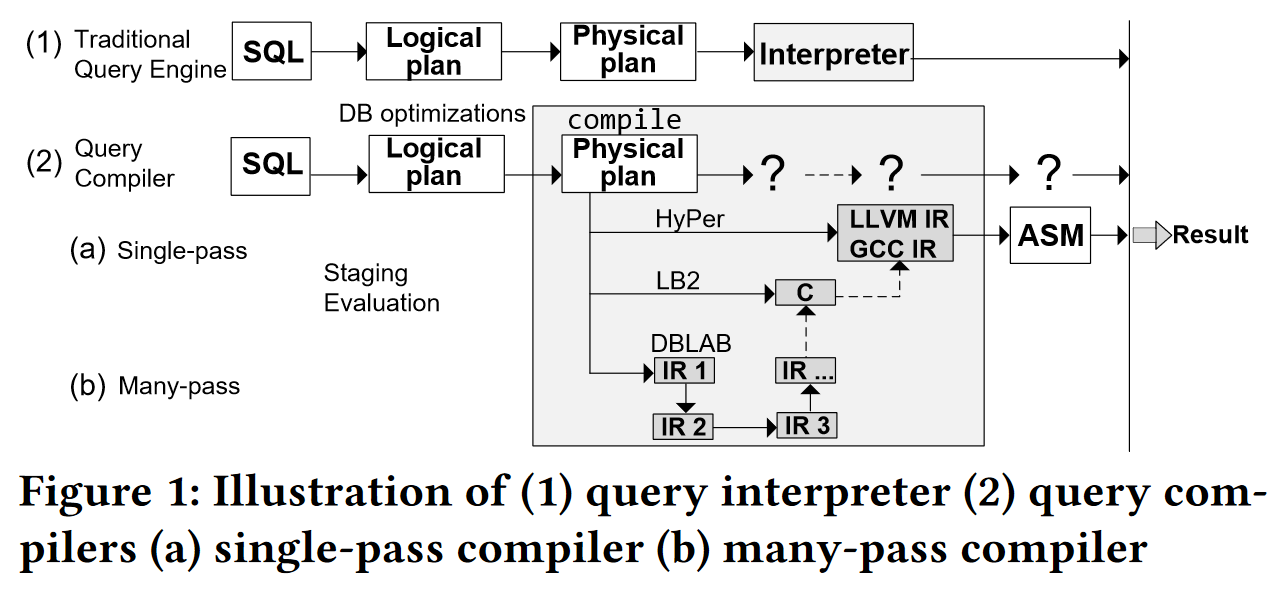 (1) Traditional Query Engine
SQL
Logical plan
Physical plan
Interpreter
DB optimizations
compile
(2) Query Compiler
SQL
Logical plan
Physical plan
?
?
?
HyPer
LLVM IR
GCC IR
ASM
Result
(a) Single-pass
Staging
Evaluation
LB2
C
DBLAB
IR 1
IR ...
(b) Many-pass
IR 2
IR 3
Figure 1: Illustration of (1) query interpreter (2) query com-
pilers (a) single-pass compiler (b) many-pass compiler